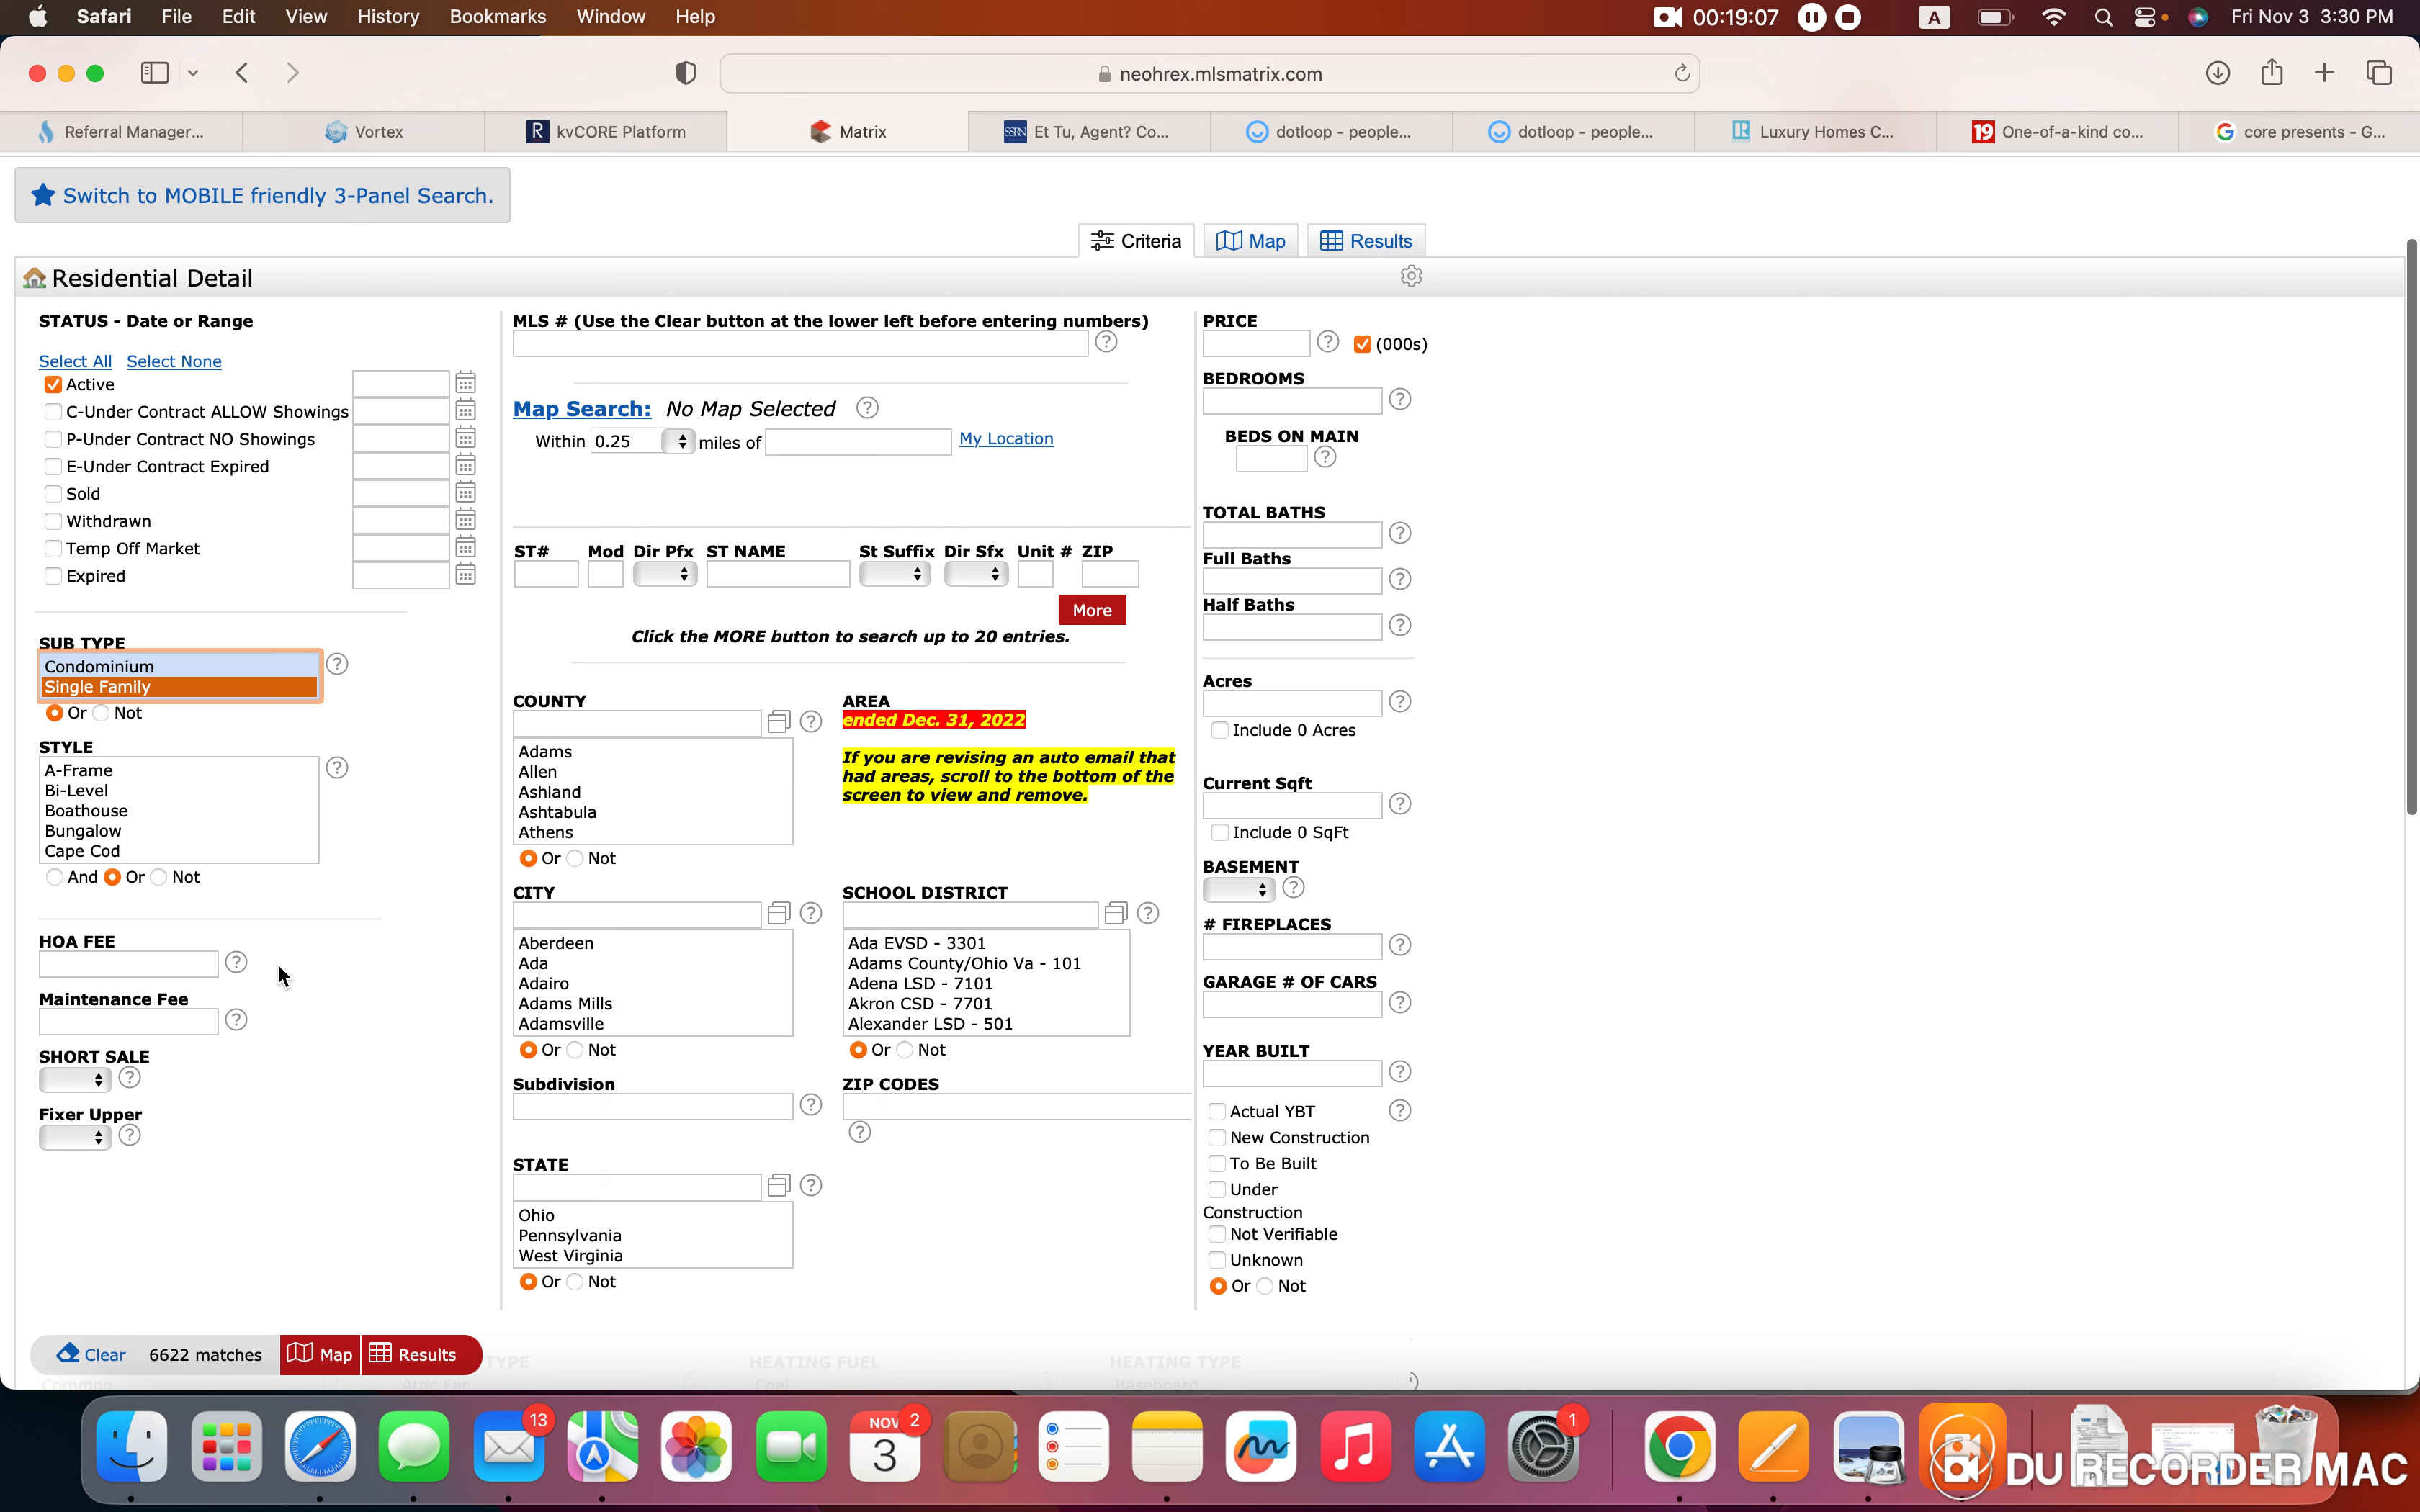 Safari File Edit View History Bookmarks Window Help 00:19:07 A Fri Nov 3 3:30 PM
neohrex.mlsmatrix.com
Referral Manager... Vortex kvCORE Platform Matrix Et Tu, Agent? Co... dotloop - people... dotloop - people... Luxury Homes C... One-of-a-kind co... core presents - G...
Switch to MOBILE friendly 3-Panel Search.
Criteria Map Results
Residential Detail
STATUS - Date or Range
Select All Select None
Active
C-Under Contract ALLOW Showings
P-Under Contract NO Showings
E-Under Contract Expired
Sold
Withdrawn
Temp Off Market
Expired
SUB TYPE
Condominium
Single Family
Or Not
STYLE
A-Frame
Bi-Level
Boathouse
Bungalow
Cape Cod
And Or Not
HOA FEE
Maintenance Fee
SHORT SALE
Fixer Upper
MLS # (Use the Clear button at the lower left before entering numbers)
Map Search: No Map Selected
Within 0.25 miles of My Location
ST# Mod Dir Pfx ST NAME St Suffix Dir Sfx Unit # ZIP
More
Click the MORE button to search up to 20 entries.
COUNTY
Adams
Allen
Ashland
Ashtabula
Athens
Or Not
AREA
ended Dec. 31, 2022
If you are revising an auto email that
had areas, scroll to the bottom of the
screen to view and remove.
CITY
Aberdeen
Ada
Adairo
Adams Mills
Adamsville
Or Not
SCHOOL DISTRICT
Ada EVSD - 3301
Adams County/Ohio Va - 101
Adena LSD - 7101
Akron CSD - 7701
Alexander LSD - 501
Or Not
Subdivision
ZIP CODES
STATE
Ohio
Pennsylvania
West Virginia
Or Not
PRICE
(000s)
BEDROOMS
BEDS ON MAIN
TOTAL BATHS
Full Baths
Half Baths
Acres
Include 0 Acres
Current Sqft
Include 0 SqFt
BASEMENT
# FIREPLACES
GARAGE # OF CARS
YEAR BUILT
Actual YBT
New Construction
To Be Built
Under
Construction
Not Verifiable
Unknown
Or Not
Clear 6622 matches Map Results
TYPE HEATING FUEL HEATING TYPE
Common Attic Fan Coal Baseboard
13 NOV 3 2 1
DU RECORDER MAC